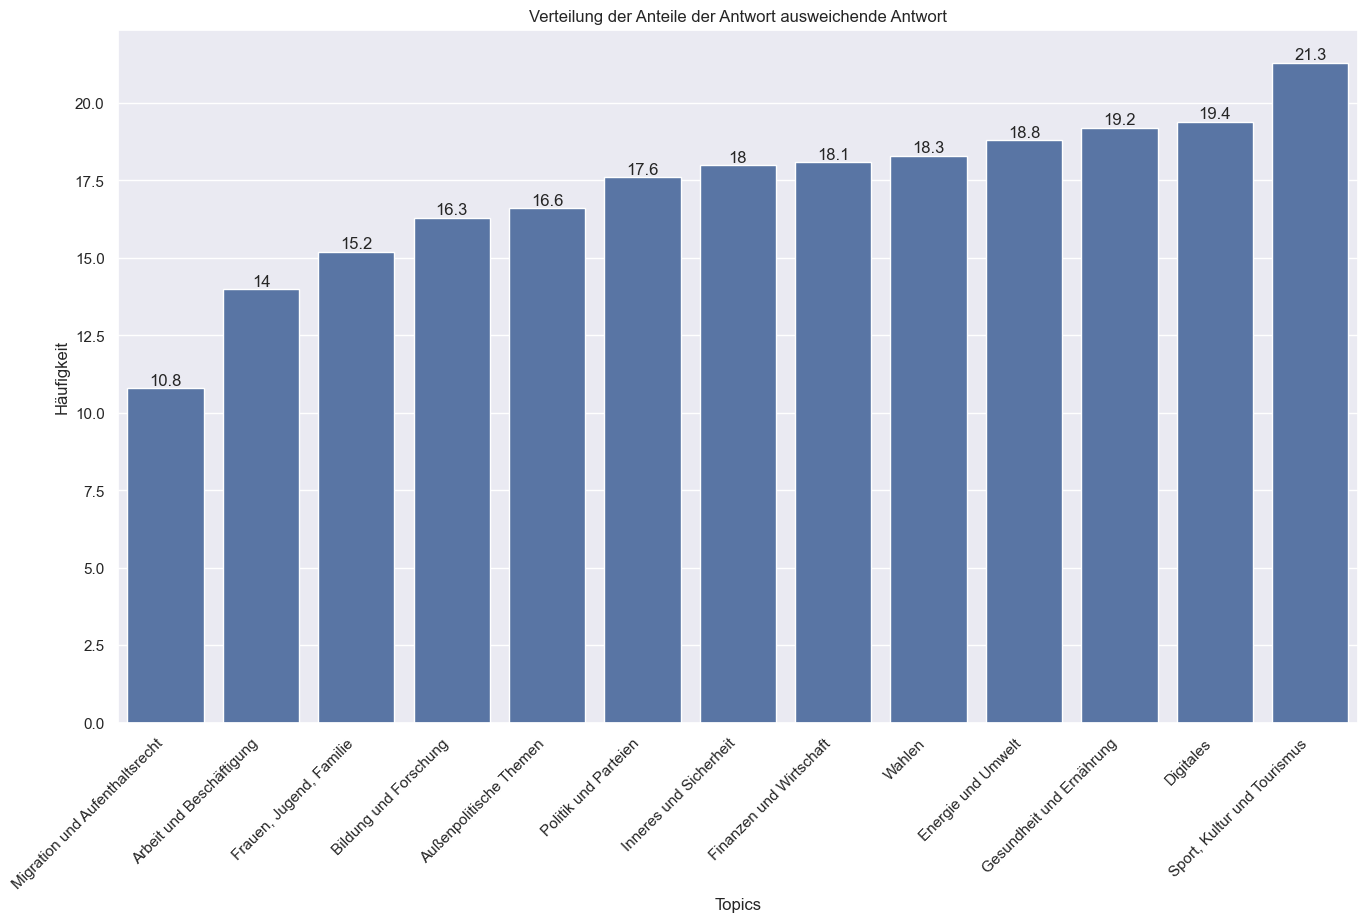 Verteilung der Anteile der Antwort ausweichende Antwort
Häufigkeit
20.0
17.5
15.0
12.5
10.0
7.5
5.0
2.5
0.0
10.8
14
15.2
16.3
16.6
17.6
18
18.1
18.3
18.8
19.2
19.4
21.3
Migration und Aufenthaltsrecht
Arbeit und Beschäftigung
Frauen, Jugend, Familie
Bildung und Forschung
Außenpolitische Themen
Politik und Parteien
Inneres und Sicherheit
Finanzen und Wirtschaft
Wahlen
Energie und Umwelt
Gesundheit und Ernährung
Digitales
Sport, Kultur und Tourismus
Topics